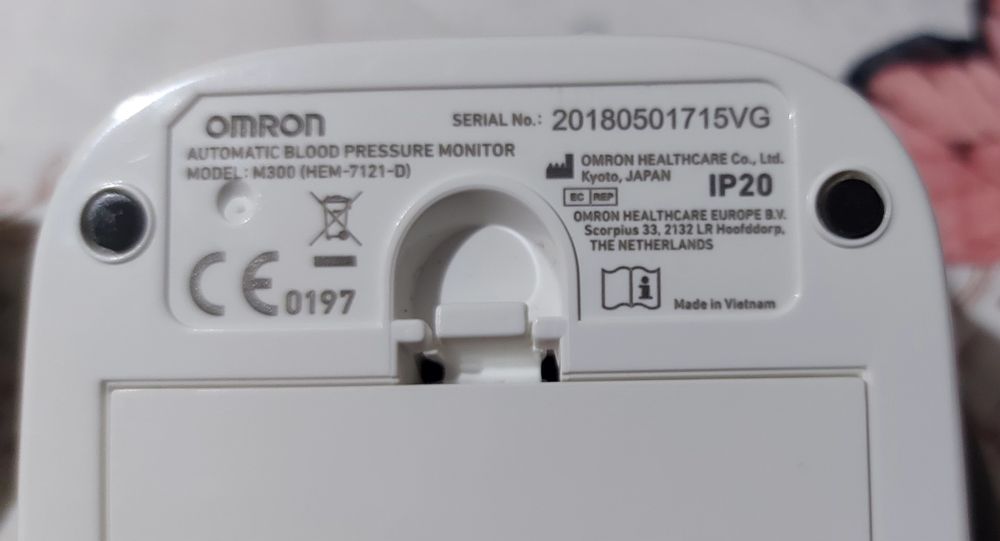 OMRON
SERIAL No.: 20180501715VG
AUTOMATIC BLOOD PRESSURE MONITOR
MODEL: M300 (HEM-7121-D)
OMRON HEALTHCARE Co., Ltd.
Kyoto, JAPAN
IP20
EC REP
OMRON HEALTHCARE EUROPE B.V.
Scorpius 33, 2132 LR Hoofddorp,
THE NETHERLANDS
CE 0197
i
Made in Vietnam